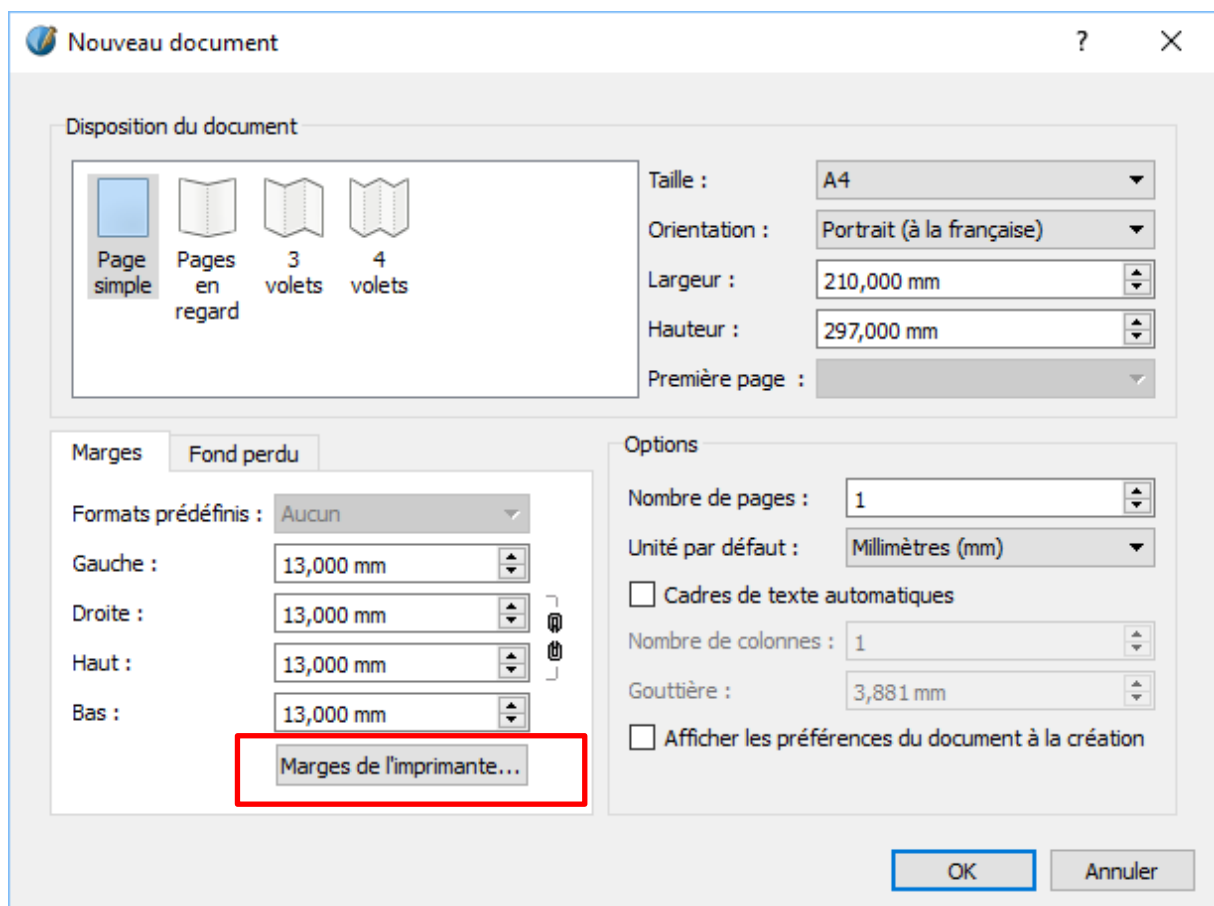 Nouveau document
?
Disposition du document
Page
simple
Pages
en
regard
3
volets
4
volets
Taille :
A4
Orientation :
Portrait (à la française)
Largeur :
210,000 mm
Hauteur :
297,000 mm
Première page :
Marges
Fond perdu
Formats prédéfinis :
Aucun
Gauche :
13,000 mm
Droite :
13,000 mm
Haut :
13,000 mm
Bas :
13,000 mm
Marges de l'imprimante...
Options
Nombre de pages :
1
Unité par défaut :
Millimètres (mm)
Cadres de texte automatiques
Nombre de colonnes :
1
Gouttière :
3,881 mm
Afficher les préférences du document à la création
OK
Annuler